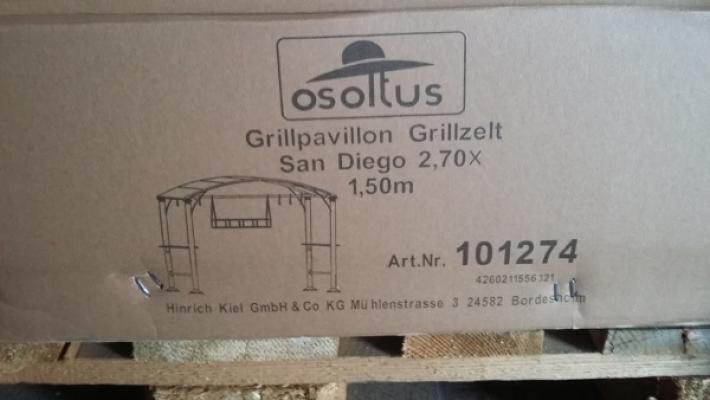 osoltus
Grillpavillon Grillzelt
San Diego 2,70X
1,50m
Art.Nr. 101274
4260211556321
Hinrich Kiel GmbH & Co KG Mühlenstrasse 3 24582 Bordesholm